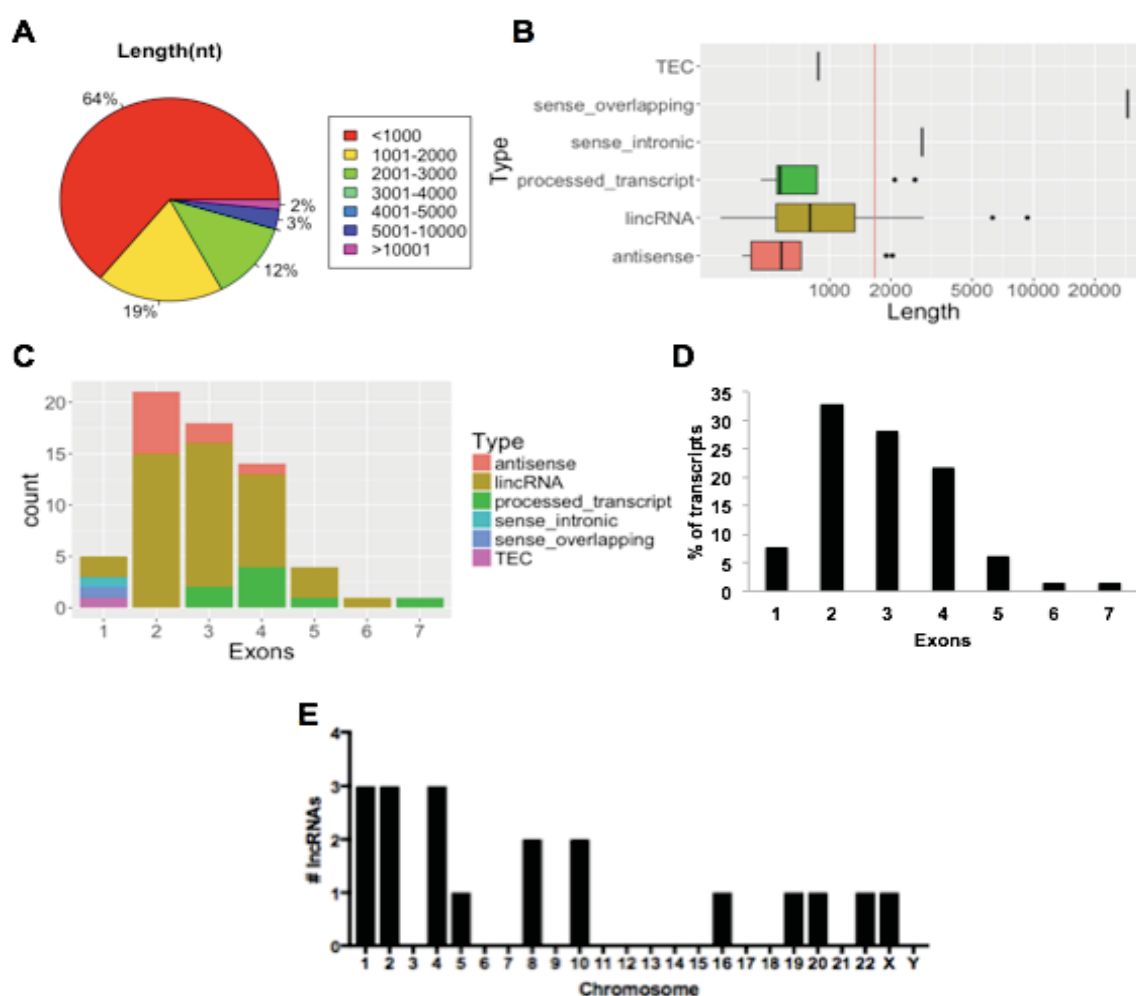 A
Length(nt)
64%
2%
3%
12%
19%
<1000
1001-2000
2001-3000
3001-4000
4001-5000
5001-10000
>10001
B
Type
TEC
sense_overlapping
sense_intronic
processed_transcript
lincRNA
antisense
1000 2000 5000 10000 20000
Length
C
count
20
15
10
5
0
1 2 3 4 5 6 7
Exons
Type
antisense
lincRNA
processed_transcript
sense_intronic
sense_overlapping
TEC
D
% of transcripts
35
30
25
20
15
10
5
0
1 2 3 4 5 6 7
Exons
E
# lncRNAs
4
3
2
1
0
1 2 3 4 5 6 7 8 9 10 11 12 13 14 15 16 17 18 19 20 21 22 X Y
Chromosome